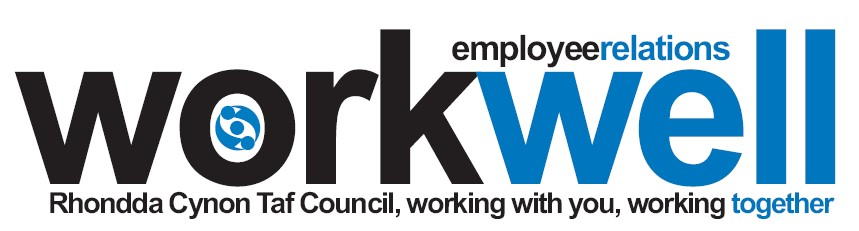 employeerelations
workwell
Rhondda Cynon Taf Council, working with you, working together